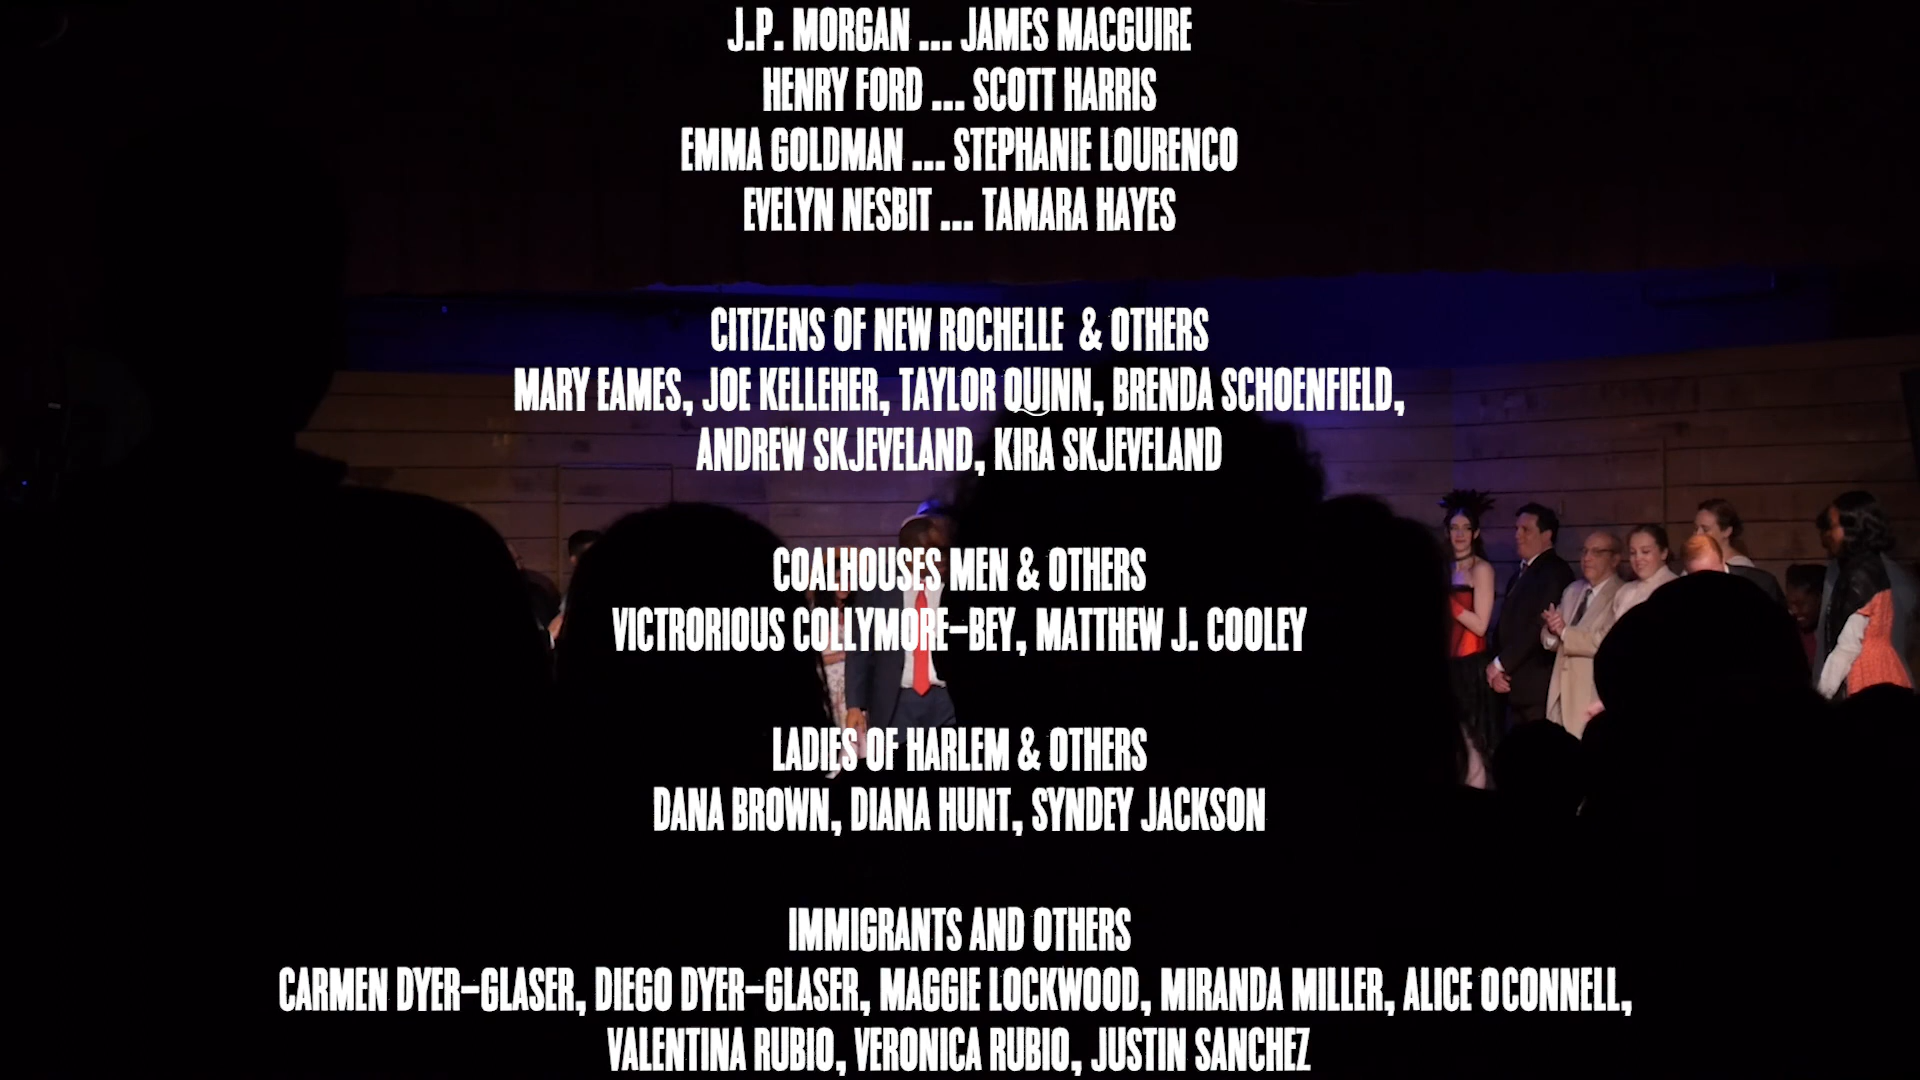 J.P. MORGAN ... JAMES MACGUIRE
HENRY FORD ... SCOTT HARRIS
EMMA GOLDMAN ... STEPHANIE LOURENCO
EVELYN NESBIT ... TAMARA HAYES
CITIZENS OF NEW ROCHELLE & OTHERS
MARY EAMES, JOE KELLEHER, TAYLOR QUINN, BRENDA SCHOENFIELD,
ANDREW SKJEVELAND, KIRA SKJEVELAND
COALHOUSES MEN & OTHERS
VICTRORIOUS COLLYMORE-BEY, MATTHEW J. COOLEY
LADIES OF HARLEM & OTHERS
DANA BROWN, DIANA HUNT, SYNDEY JACKSON
IMMIGRANTS AND OTHERS
CARMEN DYER-GLASER, DIEGO DYER-GLASER, MAGGIE LOCKWOOD, MIRANDA MILLER, ALICE OCONNELL,
VALENTINA RUBIO, VERONICA RUBIO, JUSTIN SANCHEZ